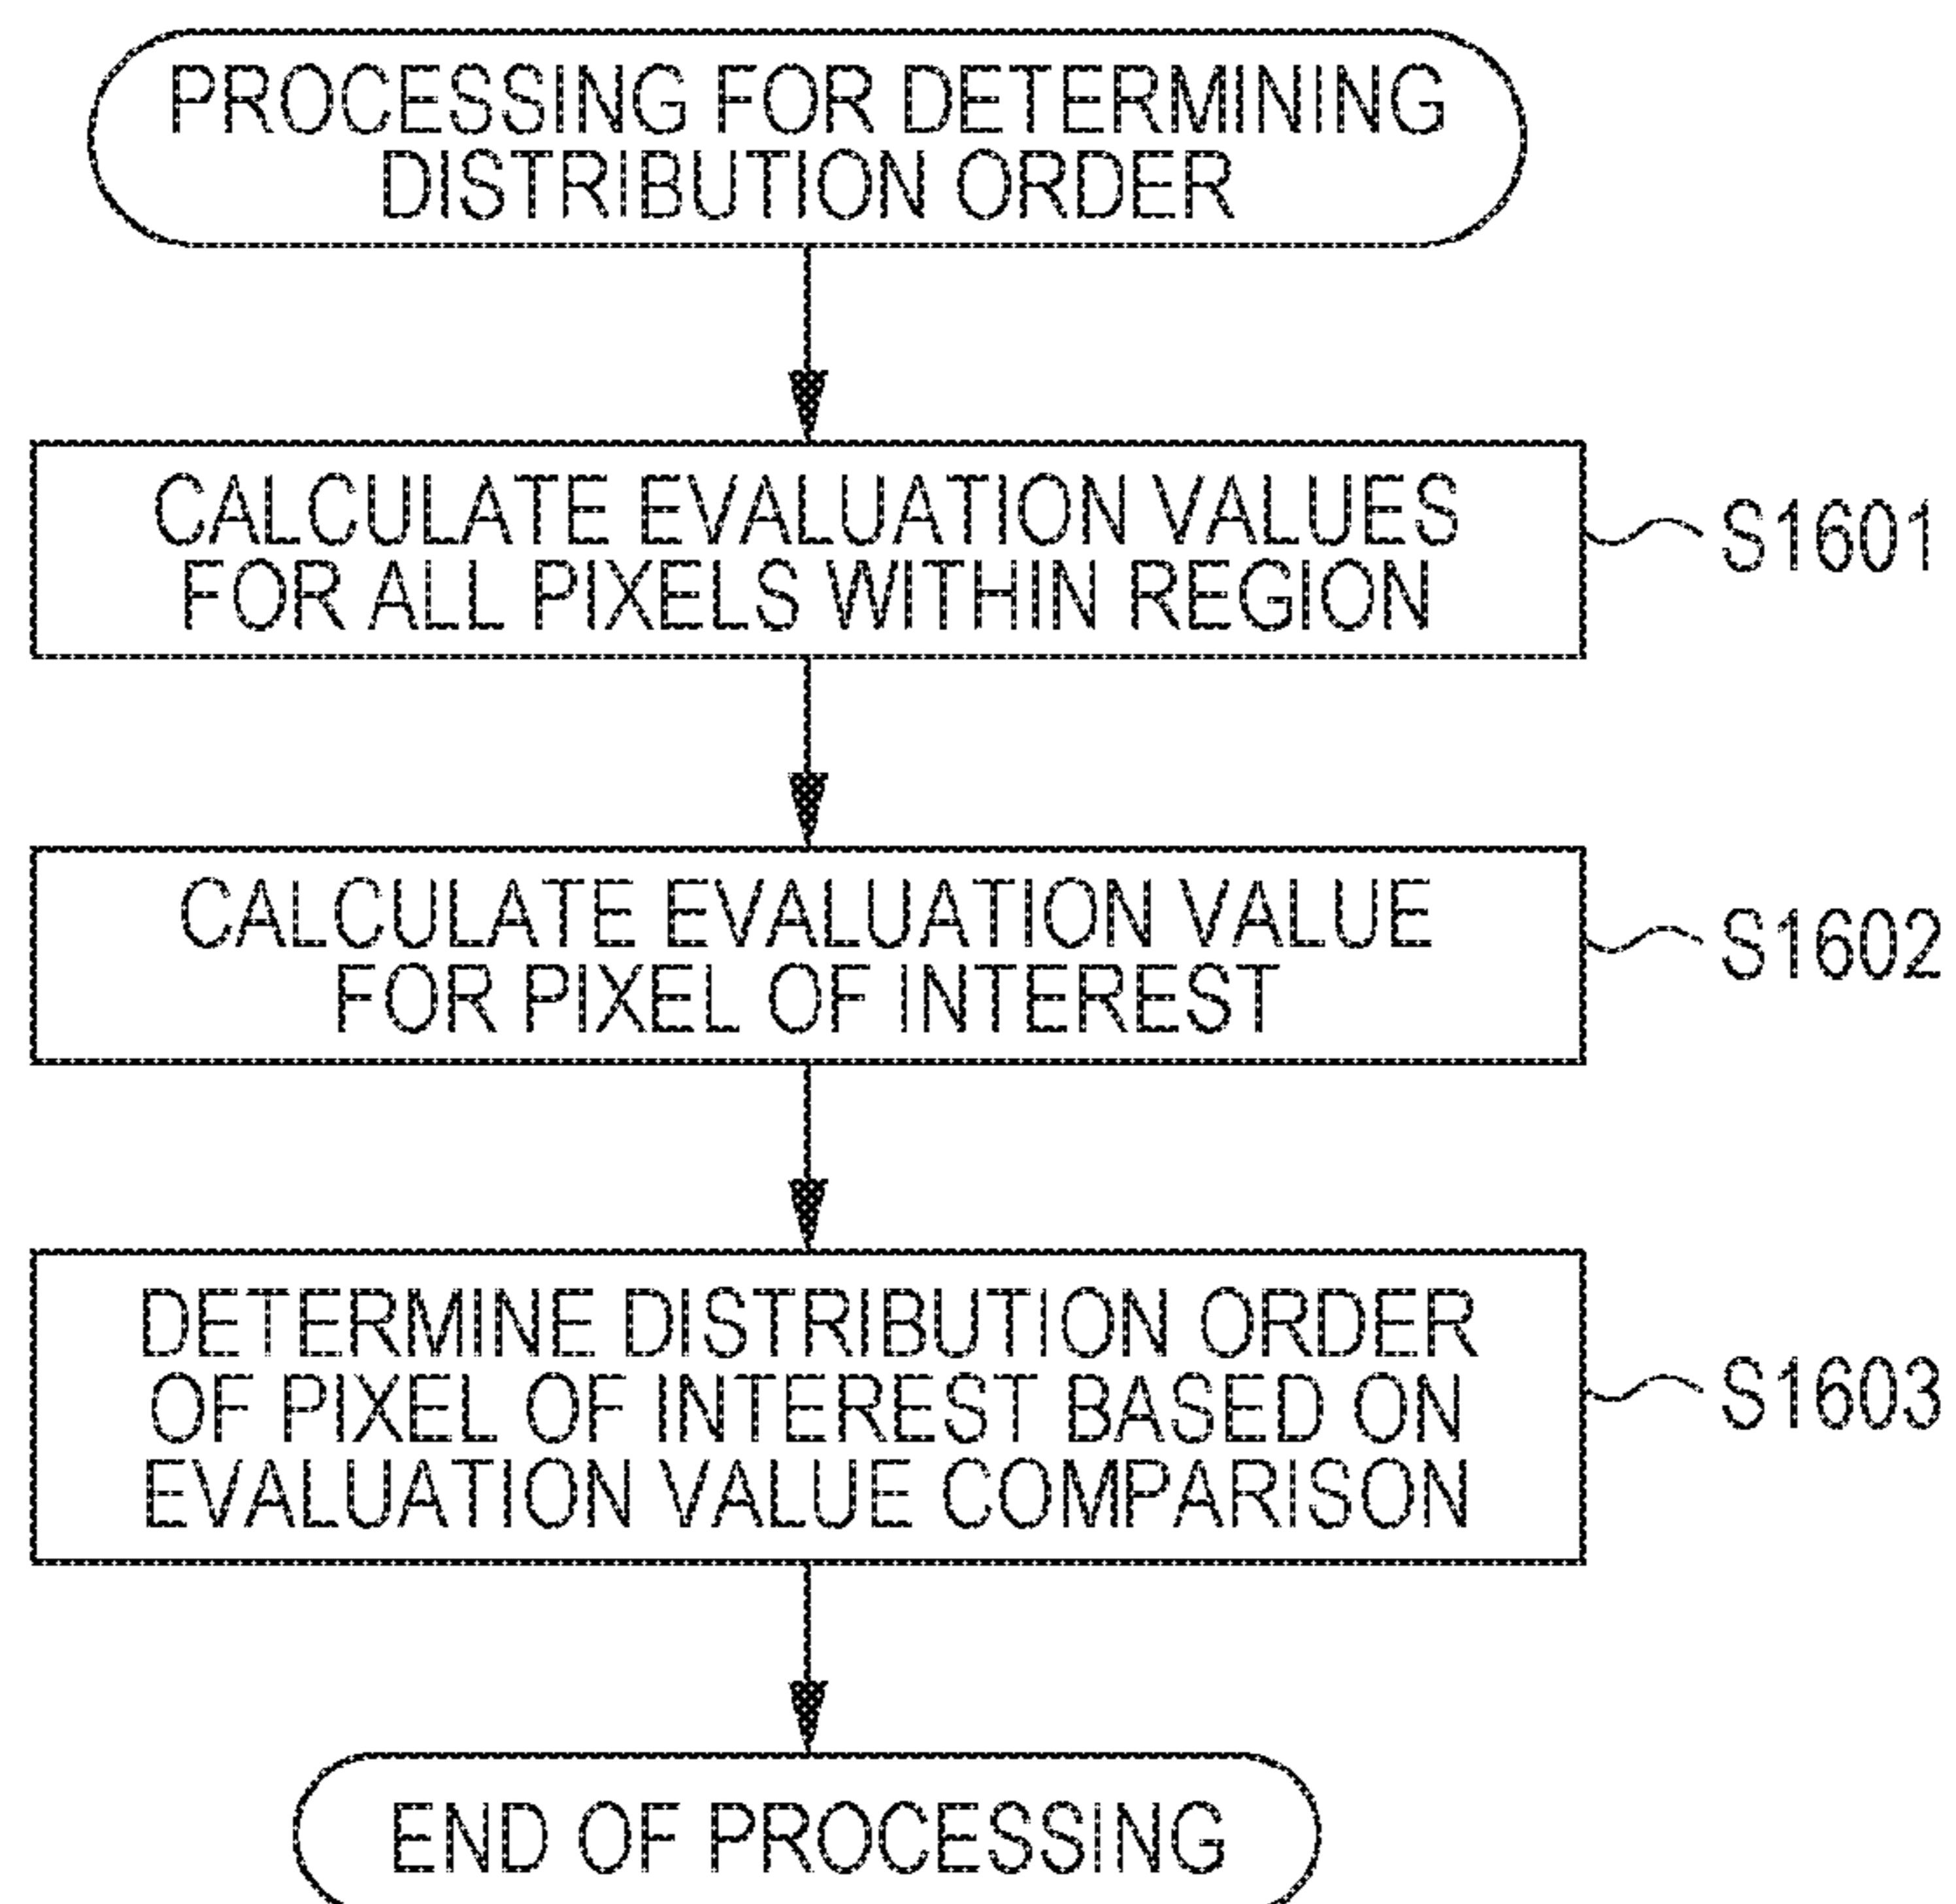 PROCESSING FOR DETERMINING
DISTRIBUTION ORDER
CALCULATE EVALUATION VALUES
FOR ALL PIXELS WITHIN REGION
S1601
CALCULATE EVALUATION VALUE
FOR PIXEL OF INTEREST
S1602
DETERMINE DISTRIBUTION ORDER
OF PIXEL OF INTEREST BASED ON
EVALUATION VALUE COMPARISON
S1603
END OF PROCESSING